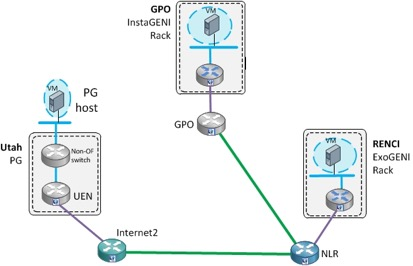 GPO
InstaGENI
Rack
VM
GPO
VM
PG
host
Utah
PG
Non-OF
switch
UEN
Internet2
NLR
VM
RENCI
ExoGENI
Rack